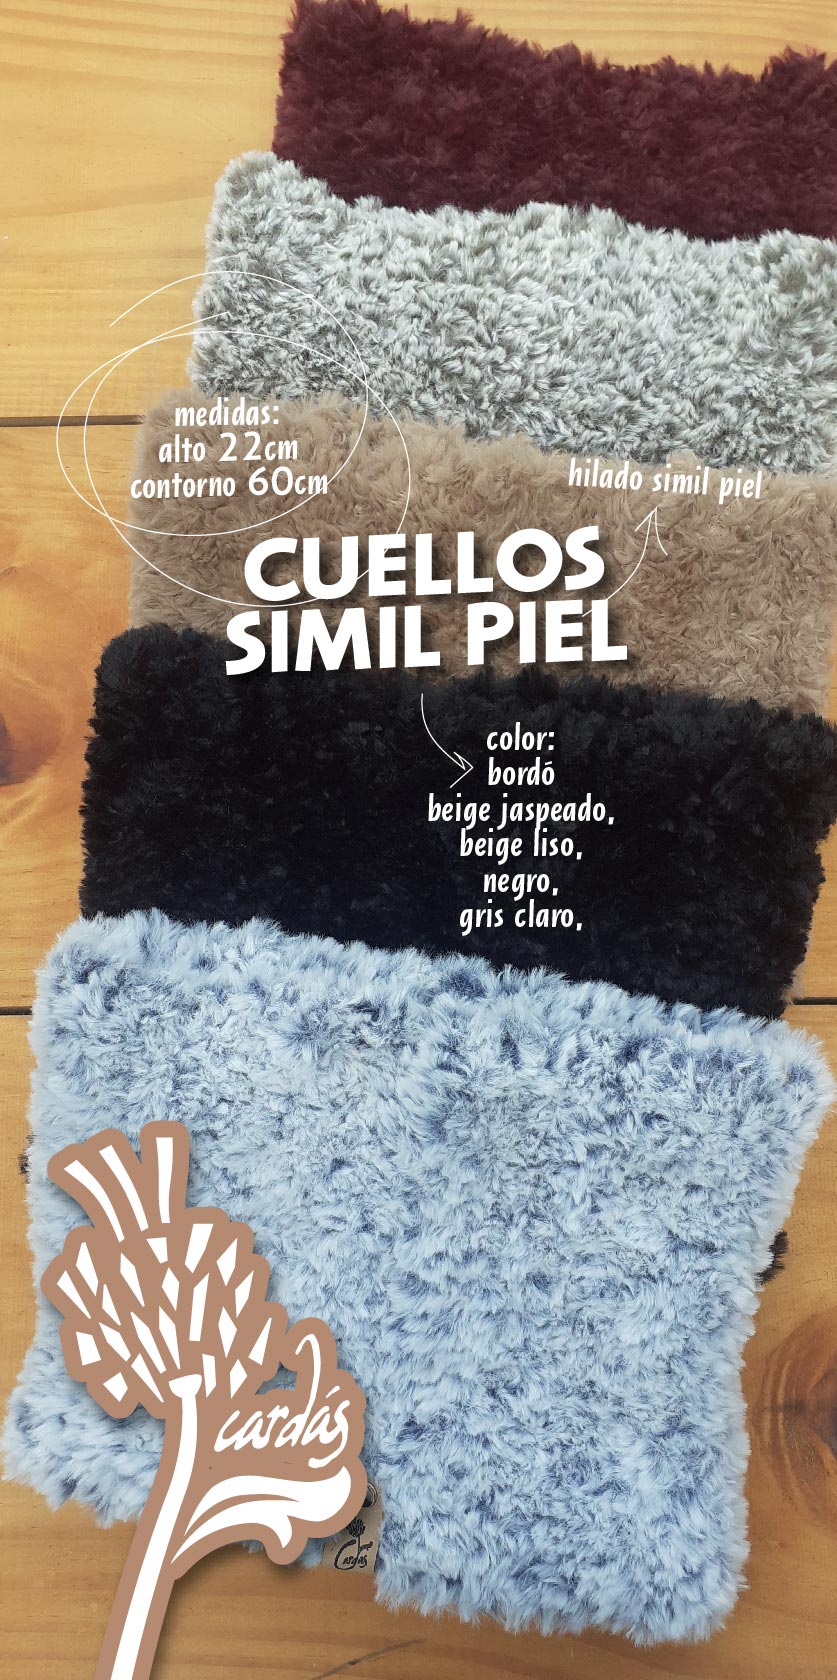 medidas:
alto 22cm
contorno 60cm
hilado simil piel
CUELLOS
SIMIL PIEL
color:
bordó
beige jaspeado,
beige liso,
negro,
gris claro,
cardás
Cardás